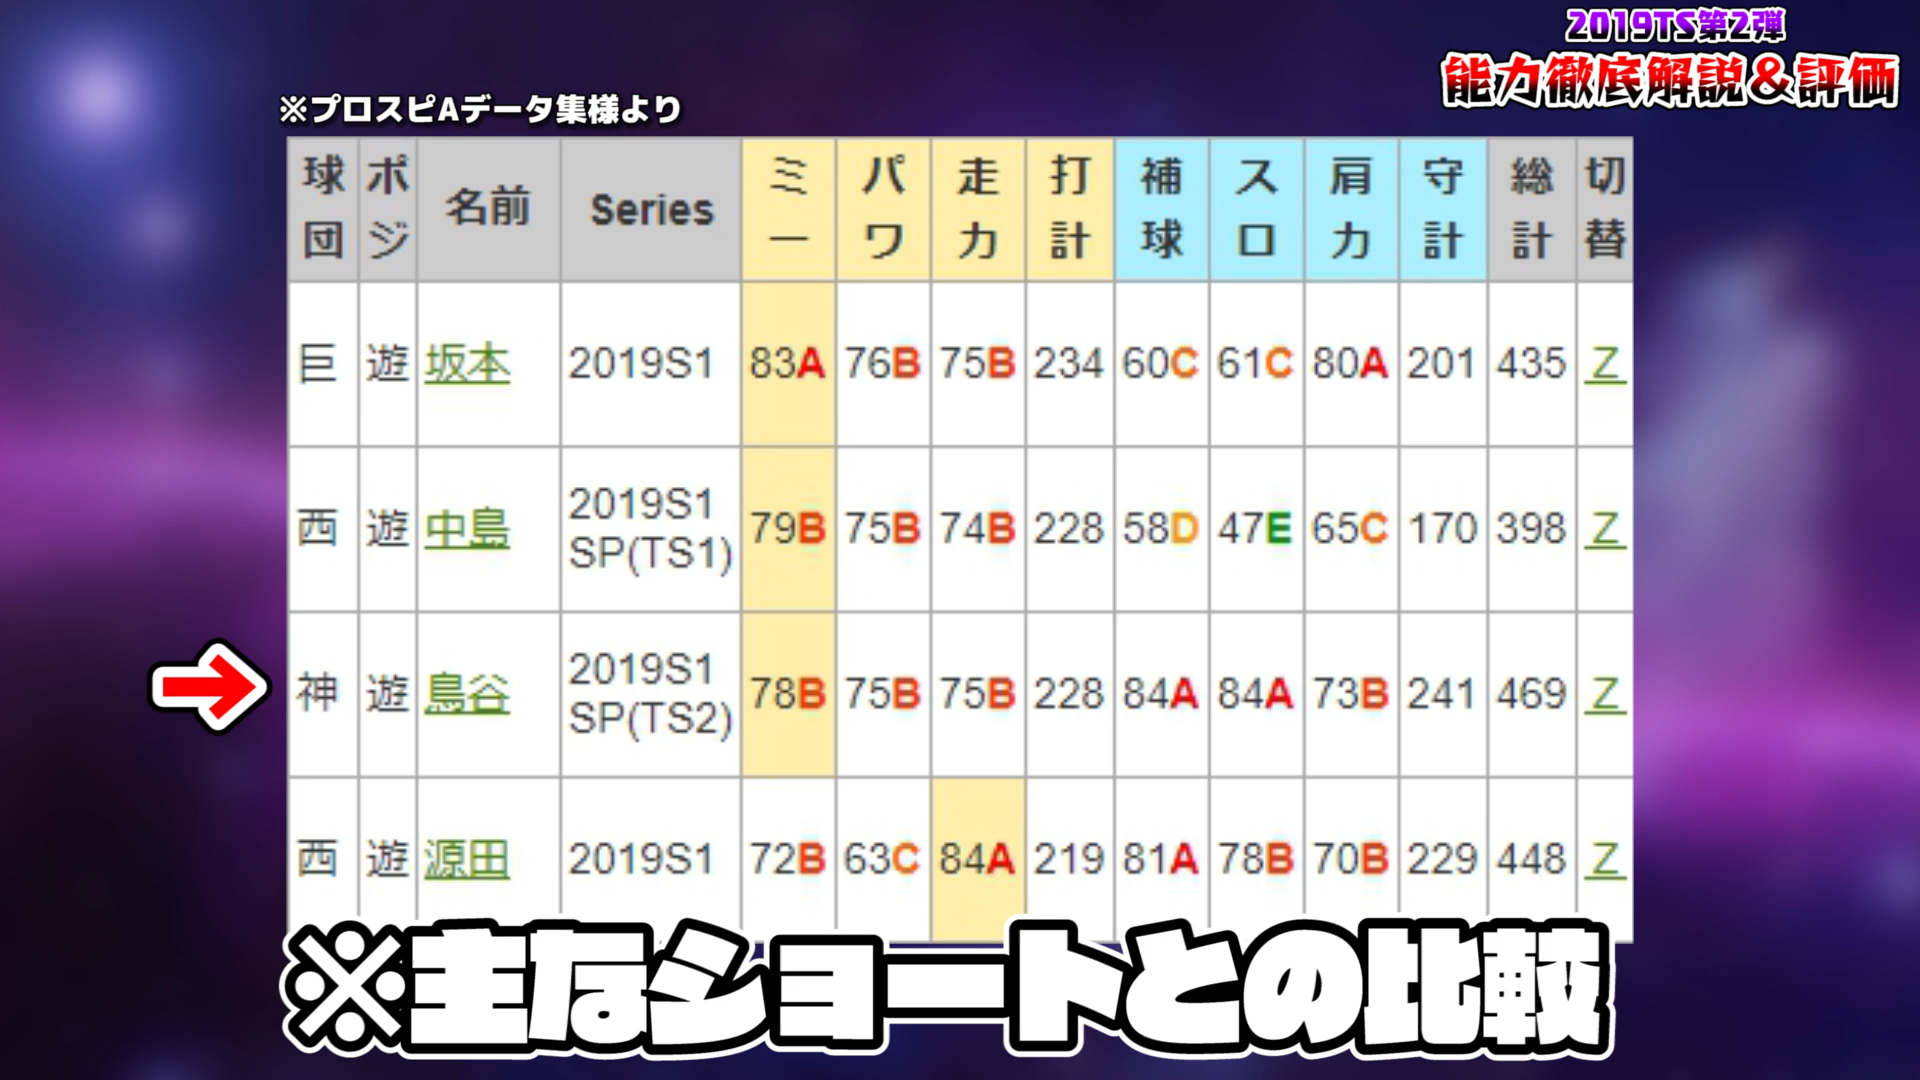 2019TS第2弾
能力徹底解説＆評価
※プロスピAデータ集様より
球団 ポジ 名前 Series ミー パワ 走力 打計 捕球 スロ 肩力 守計 総計 切替
巨 遊 坂本 2019S1 83A 76B 75B 234 60C 61C 80A 201 435 Z
西 遊 中島 2019S1 SP(TS1) 79B 75B 74B 228 58D 47E 65C 170 398 Z
神 遊 鳥谷 2019S1 SP(TS2) 78B 75B 75B 228 84A 84A 73B 241 469 Z
西 遊 源田 2019S1 72B 63C 84A 219 81A 78B 70B 229 448 Z
※主なショートとの比較